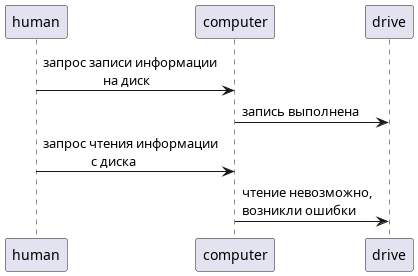 human computer drive
запрос записи информации
на диск
запись выполнена
запрос чтения информации
с диска
чтение невозможно,
возникли ошибки
human computer drive